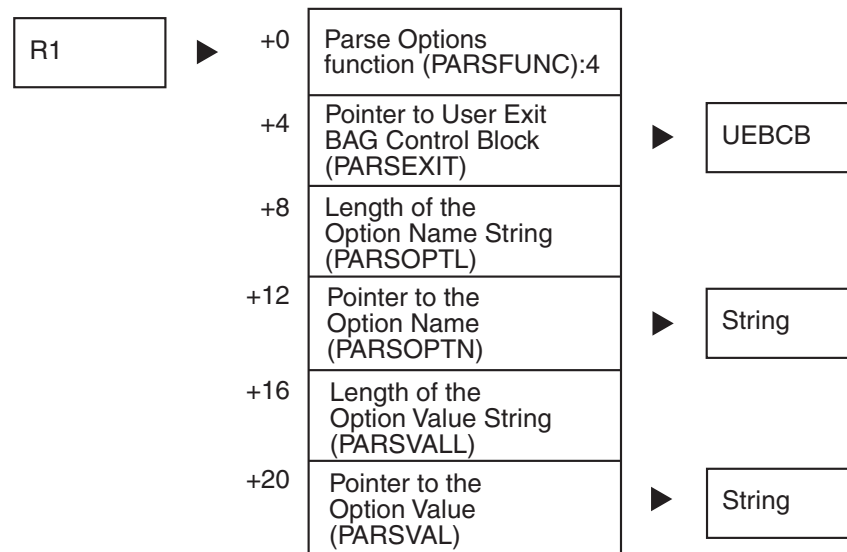 R1
+0
Parse Options
function (PARSFUNC):4
+4
Pointer to User Exit
BAG Control Block
(PARSEXIT)
UEBCB
+8
Length of the
Option Name String
(PARSOPTL)
+12
Pointer to the
Option Name
(PARSOPTN)
String
+16
Length of the
Option Value String
(PARSVALL)
+20
Pointer to the
Option Value
(PARSVAL)
String